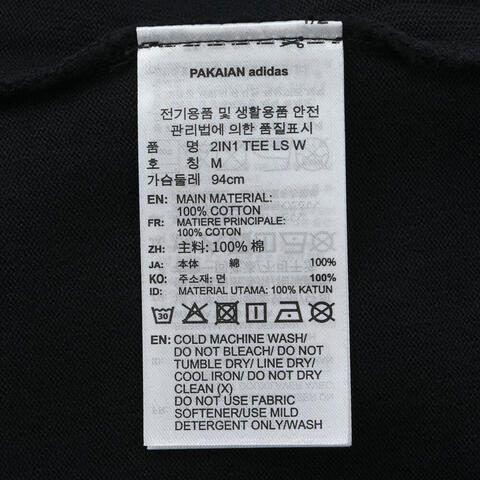 PAKAIAN adidas
전기용품 및 생활용품 안전
관리법에 의한 품질표시
품 명 2IN1 TEE LS W
호 칭 M
가슴둘레 94cm
EN: MAIN MATERIAL:
100% COTTON
FR: MATIERE PRINCIPALE:
100% COTON
ZH: 主料: 100% 棉
JA: 本体 綿 100%
KO: 주소재: 면 100%
ID: MATERIAL UTAMA: 100% KATUN
30
EN: COLD MACHINE WASH/
DO NOT BLEACH/ DO NOT
TUMBLE DRY/ LINE DRY/
COOL IRON/ DO NOT DRY
CLEAN (X)
DO NOT USE FABRIC
SOFTENER/USE MILD
DETERGENT ONLY/WASH